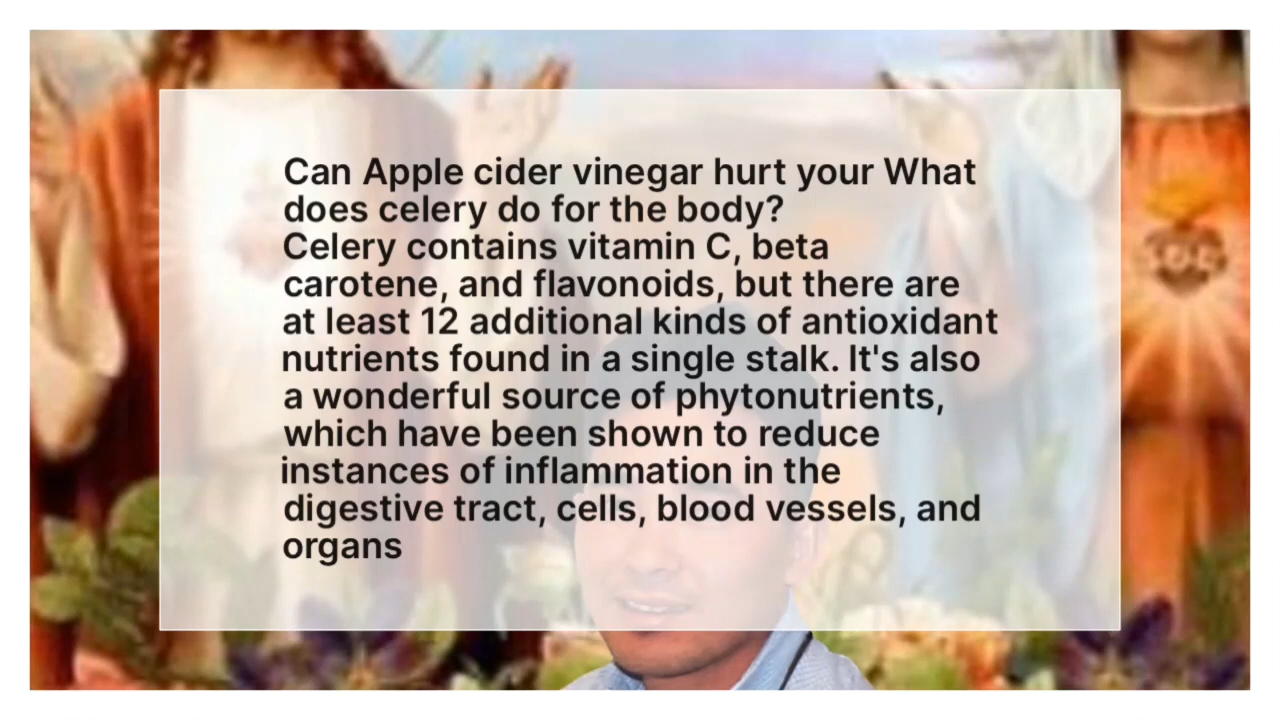 Can Apple cider vinegar hurt your What
does celery do for the body?
Celery contains vitamin C, beta
carotene, and flavonoids, but there are
at least 12 additional kinds of antioxidant
nutrients found in a single stalk. It's also
a wonderful source of phytonutrients,
which have been shown to reduce
instances of inflammation in the
digestive tract, cells, blood vessels, and
organs